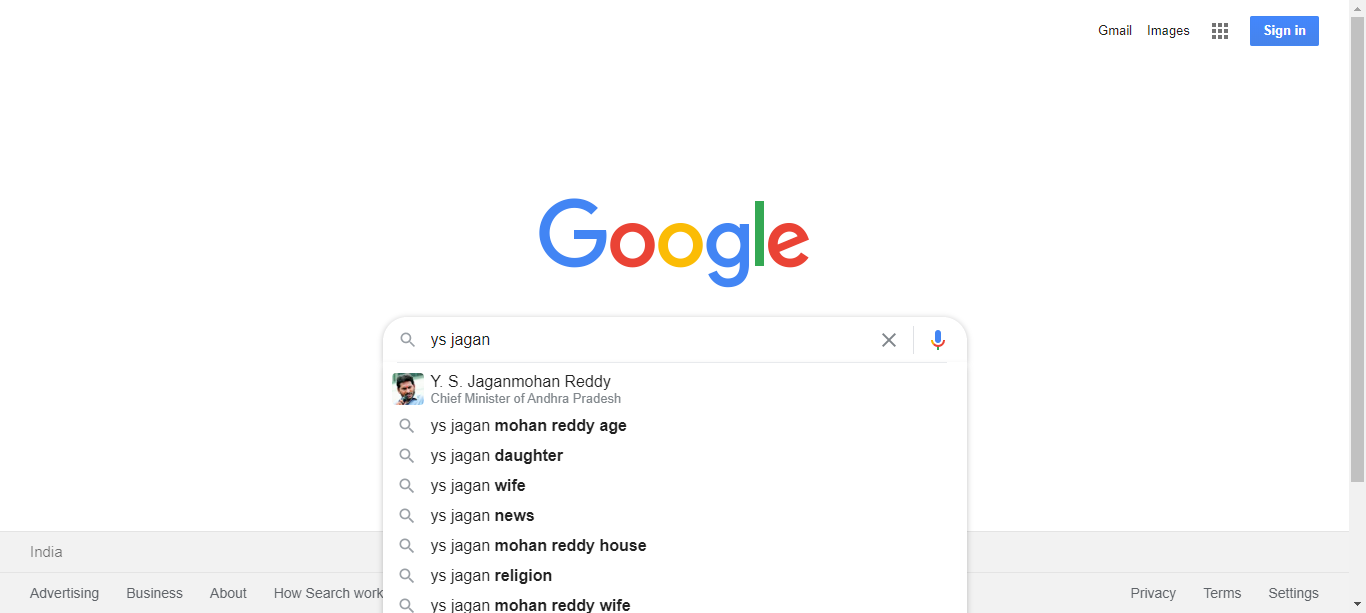 Gmail Images Sign in
Google
ys jagan
Y. S. Jaganmohan Reddy
Chief Minister of Andhra Pradesh
ys jagan mohan reddy age
ys jagan daughter
ys jagan wife
ys jagan news
ys jagan mohan reddy house
ys jagan religion
ys jagan mohan reddy wife
India
Advertising Business About How Search work
Privacy Terms Settings